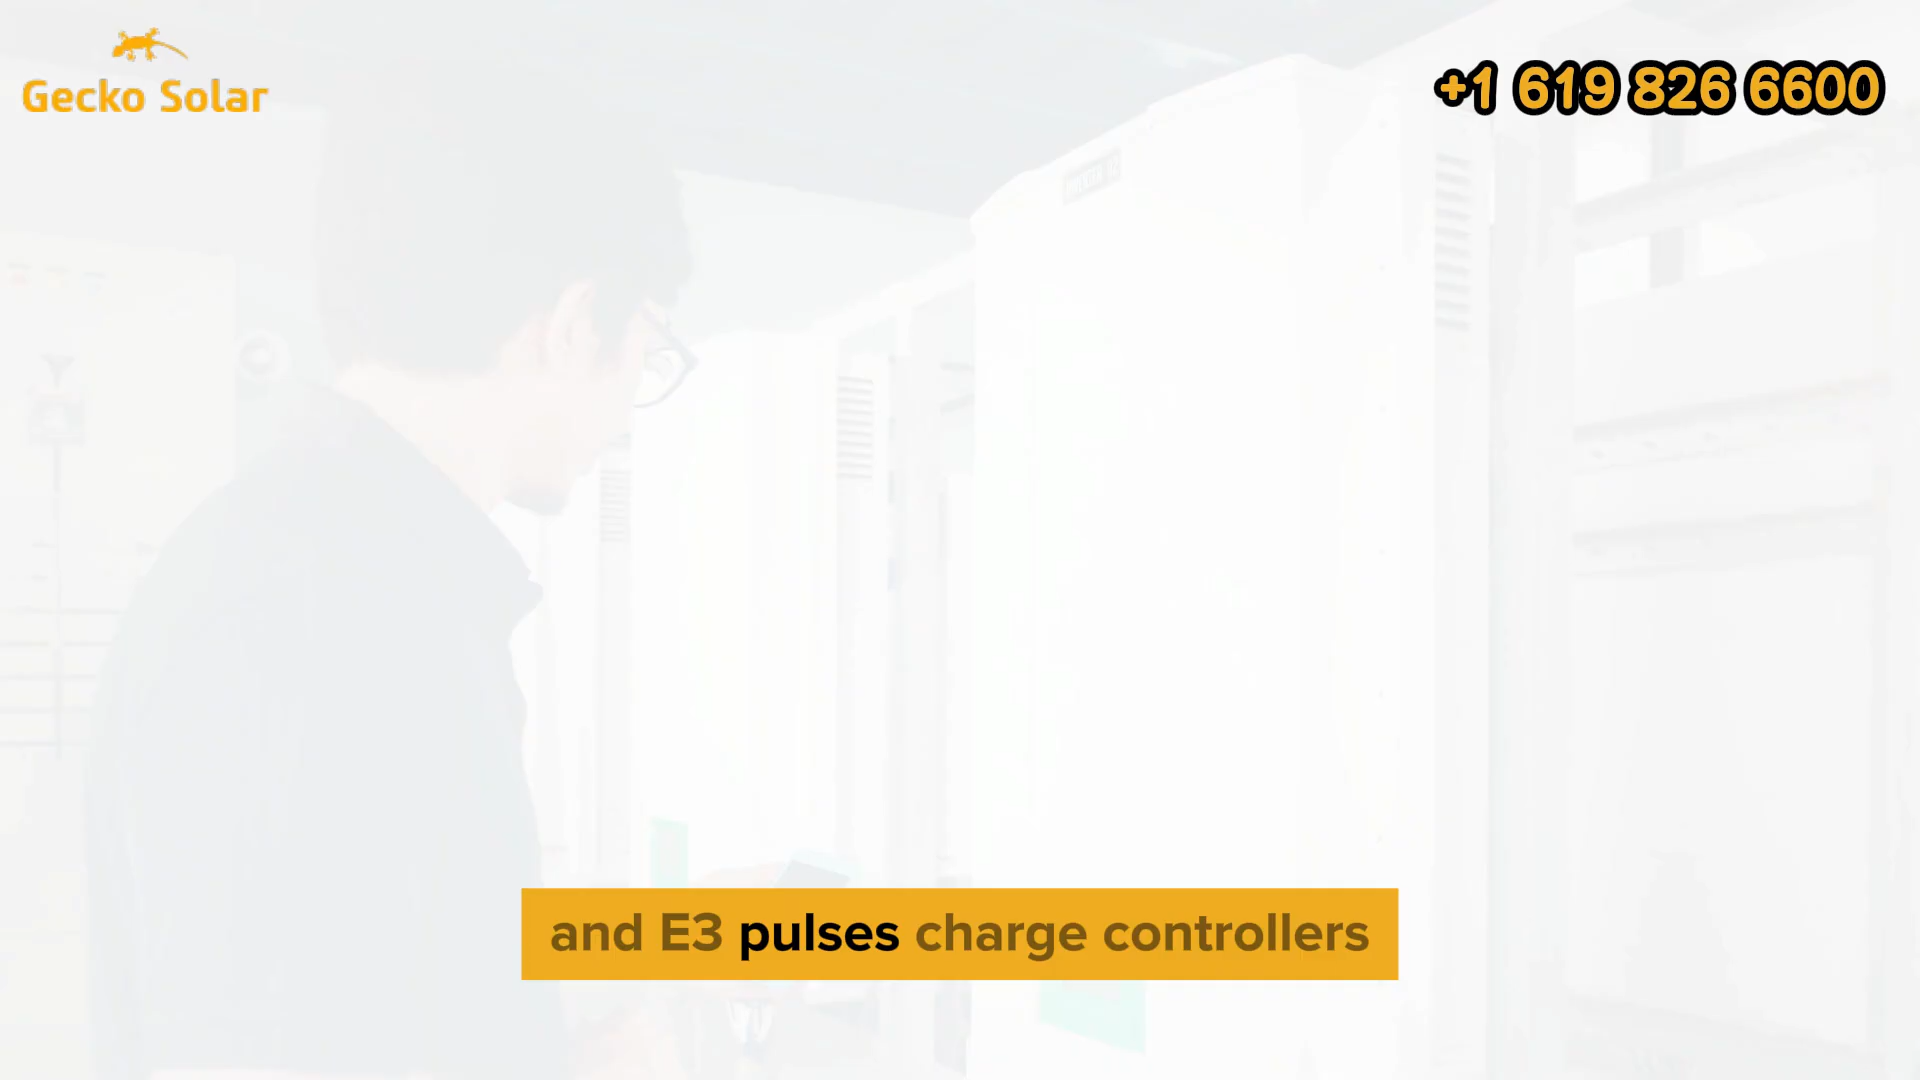 Gecko Solar
+1 619 826 6600
and E3 pulses charge controllers